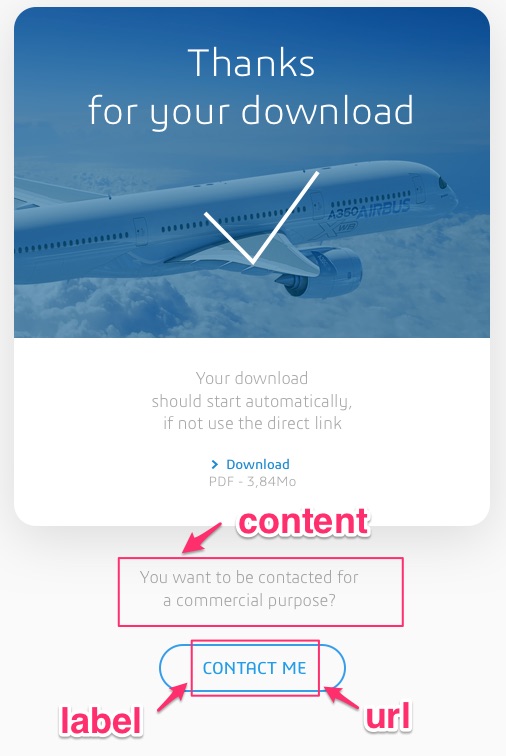 Thanks
for your download
A350 AIRBUS
Your download
should start automatically,
if not use the direct link
Download
PDF - 3,84Mo
content
You want to be contacted for
a commercial purpose?
CONTACT ME
label
url